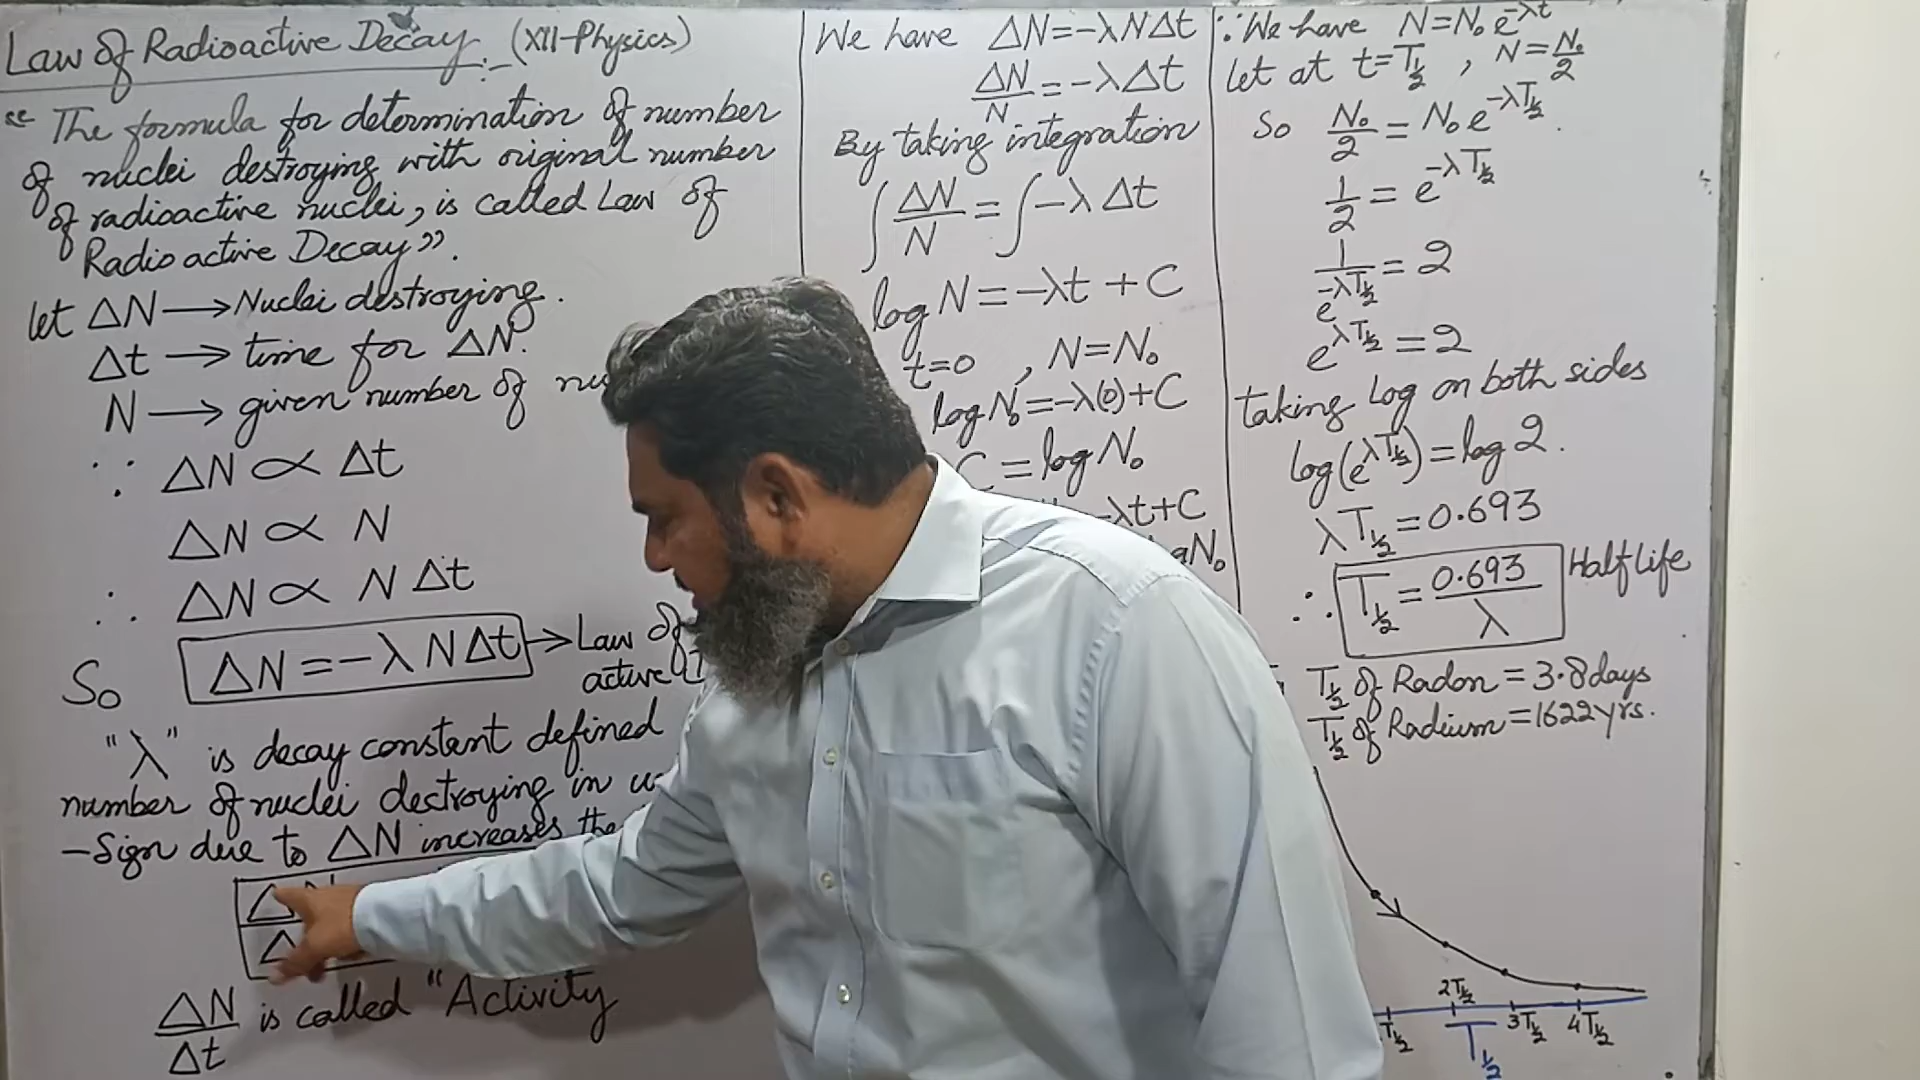 Law of Radioactive Decay (XII-Physics)
"The formula for determination of number
of nuclei destroying with original number
of radioactive nuclei, is called Law of
Radioactive Decay".
let ΔN → Nuclei destroying.
Δt → time for ΔN.
N → given number of
∵ ΔN ∝ Δt
ΔN ∝ N
∴ ΔN ∝ N Δt
So ΔN = -λ N Δt → Law of
active
"λ" is decay constant defined
number of nuclei destroying in
- Sign due to ΔN increases the
Δ
Δ
ΔN/Δt is called "Activity
We have ΔN = -λNΔt
ΔN/N = -λΔt
By taking integration
∫ ΔN/N = ∫ -λ Δt
log N = -λt + C
t=0 , N=N₀
log N₀ = -λ(0)+C
C = log N₀
-λt+C
N₀
∵ We have N=N₀e^-λt
let at t=T½ , N=N₀/2
So N₀/2 = N₀e^-λT½.
1/2 = e^-λT½
1/e^-λT½ = 2
e^λT½ = 2
taking Log on both sides
log(e^λT½) = log 2.
λT½ = 0.693
∴ T½ = 0.693/λ Half Life
T½ of Radon = 3.8 days
T½ of Radium = 1622 yrs.
T½ 2T½ 3T½ 4T½
T½